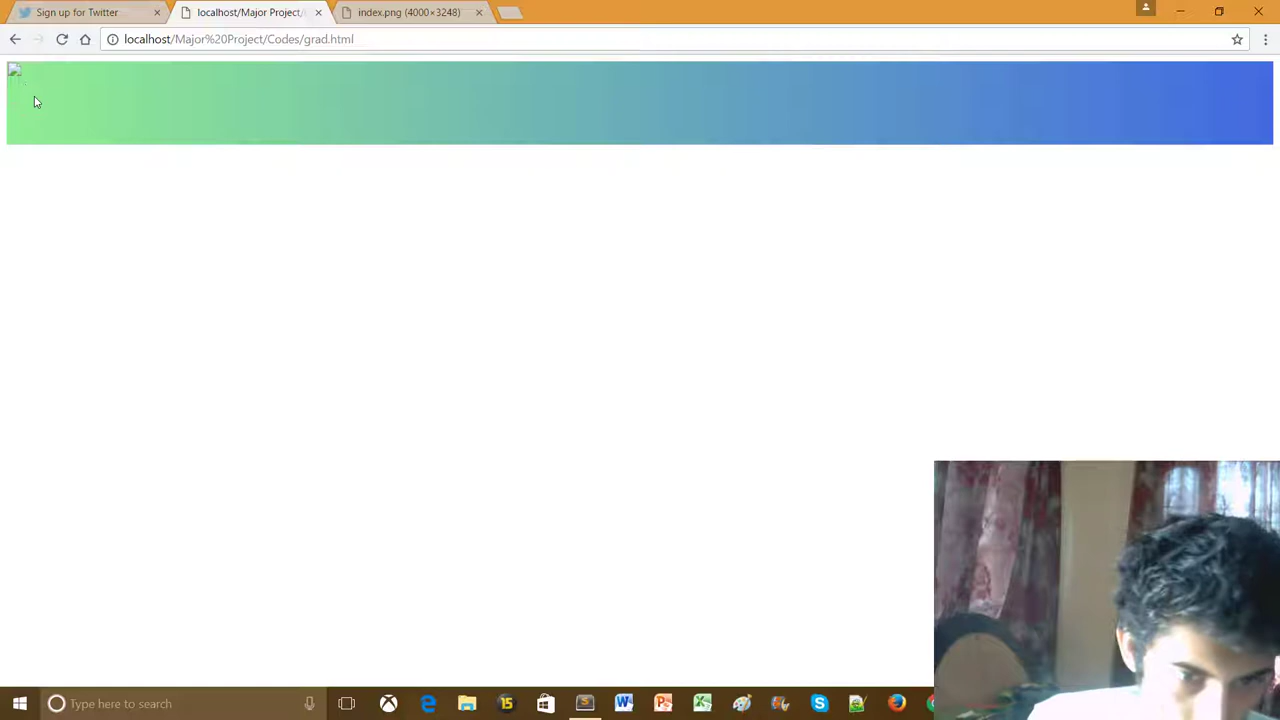 Sign up for Twitter
localhost/Major Project/
index.png (4000×3248)
localhost/Major%20Project/Codes/grad.html
Type here to search